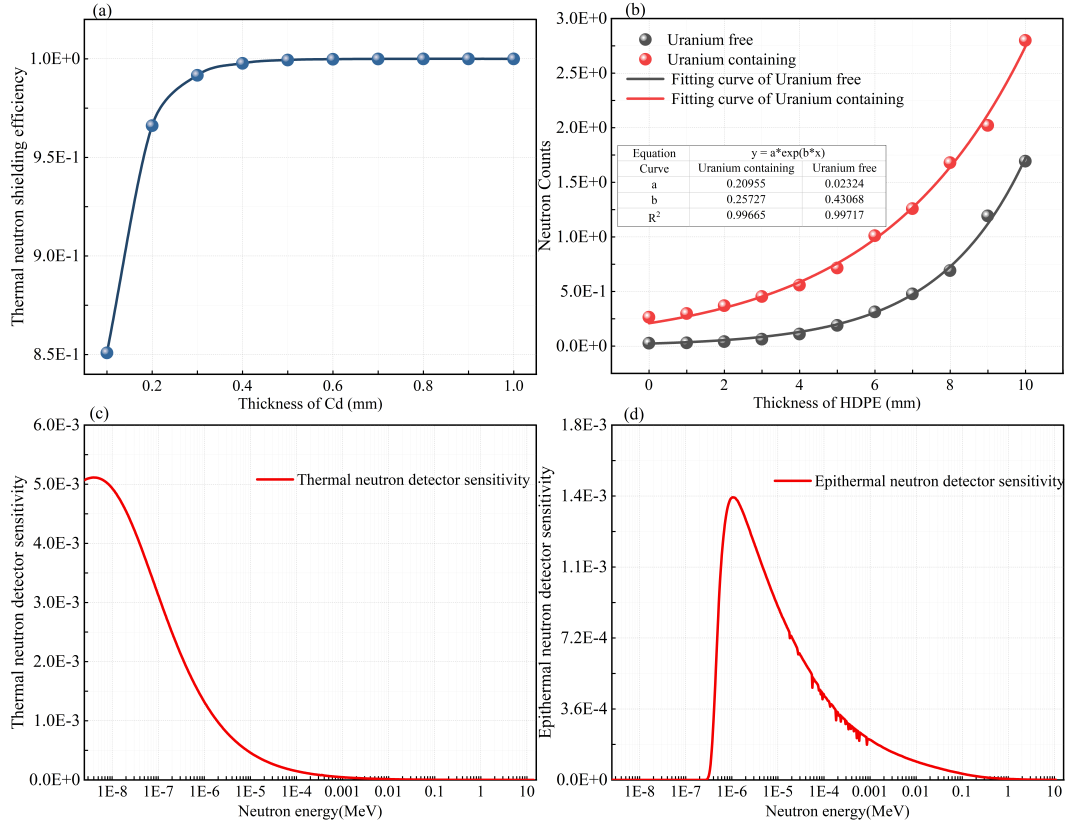 (a)
Thermal neutron shielding efficiency
1.0E+0
9.5E-1
9.0E-1
8.5E-1
0.2 0.4 0.6 0.8 1.0
Thickness of Cd (mm)
(b)
Neutron Counts
3.0E+0
2.5E+0
2.0E+0
1.5E+0
1.0E+0
5.0E-1
0.0E+0
Uranium free
Uranium containing
Fitting curve of Uranium free
Fitting curve of Uranium containing
Equation y = a*exp(b*x)
Curve Uranium containing Uranium free
a 0.20955 0.02324
b 0.25727 0.43068
R² 0.99665 0.99717
0 2 4 6 8 10
Thickness of HDPE (mm)
(c)
Thermal neutron detector sensitivity
6.0E-3
5.0E-3
4.0E-3
3.0E-3
2.0E-3
1.0E-3
0.0E+0
Thermal neutron detector sensitivity
1E-8 1E-7 1E-6 1E-5 1E-4 0.001 0.01 0.1 1 10
Neutron energy(MeV)
(d)
Epithermal neutron detector sensitivity
1.8E-3
1.4E-3
1.1E-3
7.2E-4
3.6E-4
0.0E+0
Epithermal neutron detector sensitivity
1E-8 1E-7 1E-6 1E-5 1E-4 0.001 0.01 0.1 1 10
Neutron energy(MeV)